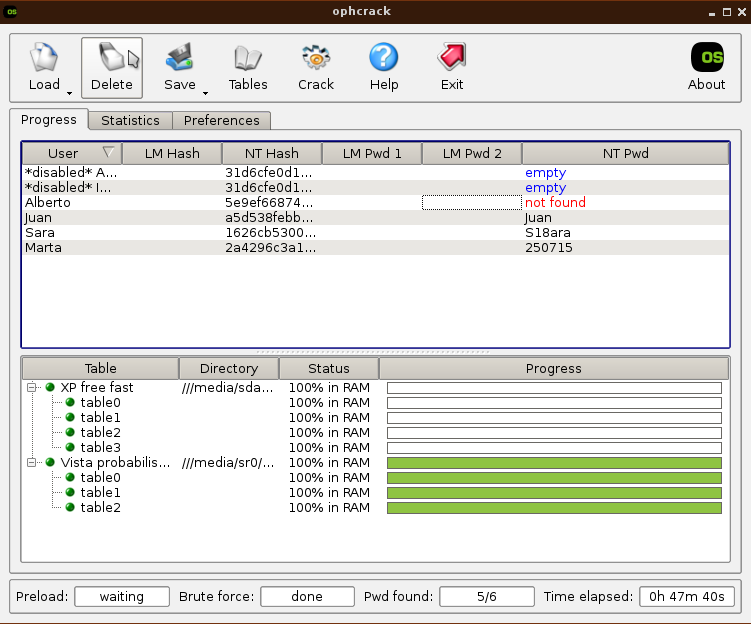 os ophcrack
os
Load Delete Save Tables Crack Help Exit About
Progress Statistics Preferences
User LM Hash NT Hash LM Pwd 1 LM Pwd 2 NT Pwd
*disabled* A... 31d6cfe0d1... empty
*disabled* I... 31d6cfe0d1... empty
Alberto 5e9ef66874... not found
Juan a5d538febb... Juan
Sara 1626cb5300... S18ara
Marta 2a4296c3a1... 250715
Table Directory Status Progress
XP free fast ///media/sda... 100% in RAM
table0 100% in RAM
table1 100% in RAM
table2 100% in RAM
table3 100% in RAM
Vista probabilis... ///media/sr0/... 100% in RAM
table0 100% in RAM
table1 100% in RAM
table2 100% in RAM
Preload: waiting Brute force: done Pwd found: 5/6 Time elapsed: 0h 47m 40s